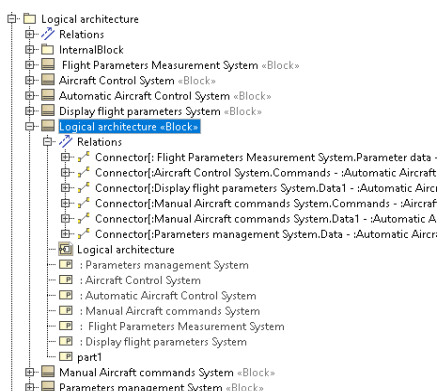 Logical architecture
Relations
InternalBlock
Flight Parameters Measurement System «Block»
Aircraft Control System «Block»
Automatic Aircraft Control System «Block»
Display flight parameters System «Block»
Logical architecture «Block»
Relations
Connector[: Flight Parameters Measurement System.Parameter data -
Connector[:Aircraft Control System.Commands - :Automatic Aircraft
Connector[:Display flight parameters System.Data1 - :Automatic Airc
Connector[:Manual Aircraft commands System.Commands - :Aircraf
Connector[:Manual Aircraft commands System.Data1 - :Automatic A
Connector[:Parameters management System.Data - :Automatic Aircra
Logical architecture
: Parameters management System
: Aircraft Control System
: Automatic Aircraft Control System
: Manual Aircraft commands System
: Flight Parameters Measurement System
: Display flight parameters System
part1
Manual Aircraft commands System «Block»
Parameters management System «Block»